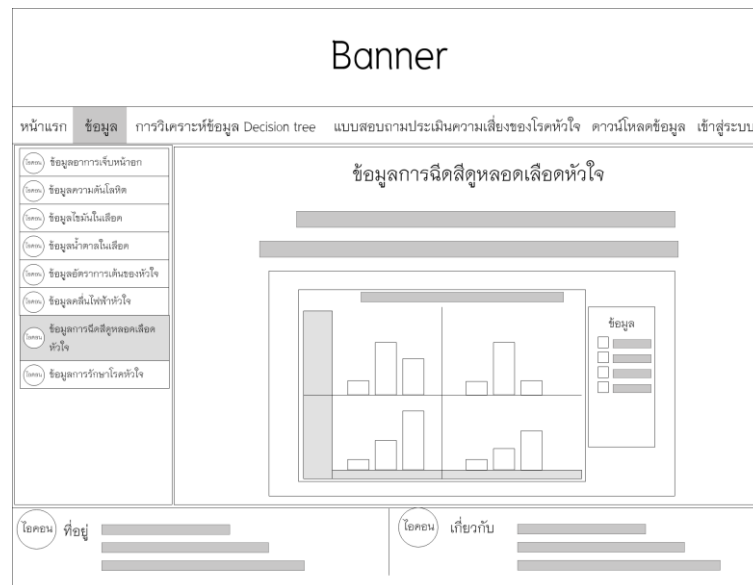 Banner
หน้าแรก ข้อมูล การวิเคราะห์ข้อมูล Decision tree แบบสอบถามประเมินความเสี่ยงของโรคหัวใจ ดาวน์โหลดข้อมูล เข้าสู่ระบบ
ไอคอน ข้อมูลอาการเจ็บหน้าอก
ไอคอน ข้อมูลความดันโลหิต
ไอคอน ข้อมูลไขมันในเลือด
ไอคอน ข้อมูลน้ำตาลในเลือด
ไอคอน ข้อมูลอัตราการเต้นของหัวใจ
ไอคอน ข้อมูลคลื่นไฟฟ้าหัวใจ
ไอคอน ข้อมูลการฉีดสีดูหลอดเลือด
หัวใจ
ไอคอน ข้อมูลการรักษาโรคหัวใจ
ข้อมูลการฉีดสีดูหลอดเลือดหัวใจ
ข้อมูล
ไอคอน ที่อยู่
ไอคอน เกี่ยวกับ